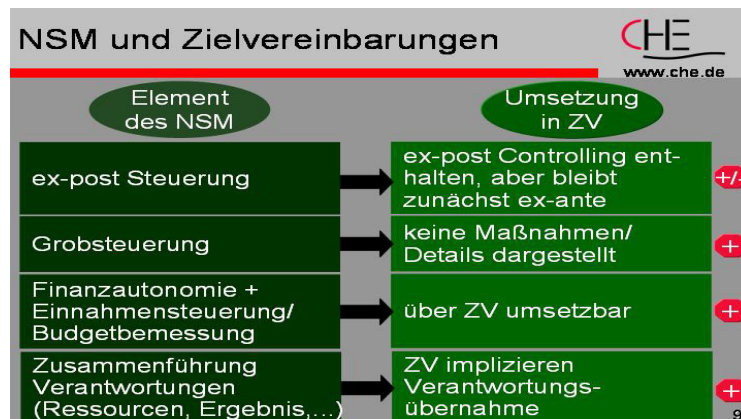 NSM und Zielvereinbarungen
CHE
www.che.de
Element
des NSM
Umsetzung
in ZV
ex-post Steuerung
ex-post Controlling ent-
halten, aber bleibt
zunächst ex-ante
+/-
Grobsteuerung
keine Maßnahmen/
Details dargestellt
+
Finanzautonomie +
Einnahmensteuerung/
Budgetbemessung
über ZV umsetzbar
+
Zusammenführung
Verantwortungen
(Ressourcen, Ergebnis,...)
ZV implizieren
Verantwortungs-
übernahme
+
9